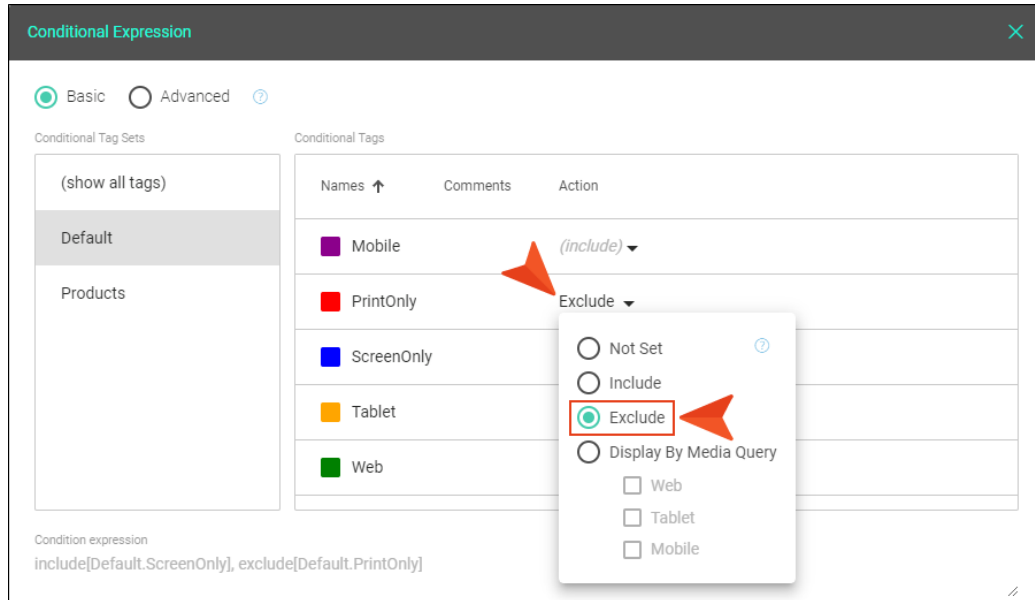 Conditional Expression
Basic Advanced ?
Conditional Tag Sets
Conditional Tags
(show all tags)
Default
Products
Names Comments Action
Mobile (include)
PrintOnly Exclude
ScreenOnly
Tablet
Web
Not Set ?
Include
Exclude
Display By Media Query
Web
Tablet
Mobile
Condition expression
include[Default.ScreenOnly], exclude[Default.PrintOnly]